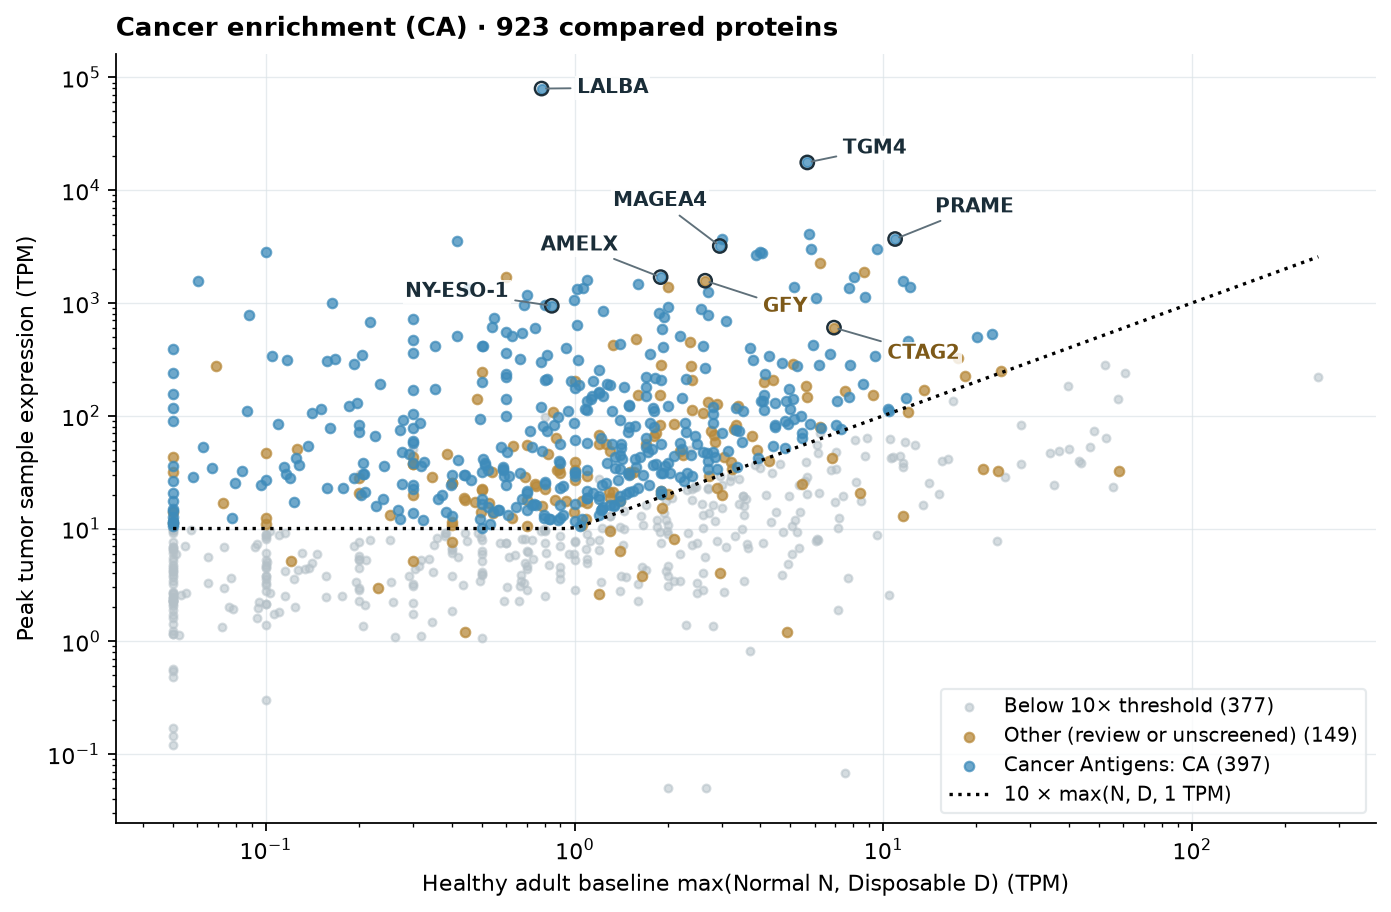 Cancer enrichment (CA) · 923 compared proteins
Peak tumor sample expression (TPM)
10⁵
10⁴
10³
10²
10¹
10⁰
10⁻¹
LALBA
TGM4
MAGEA4
PRAME
AMELX
NY-ESO-1
GFY
CTAG2
Below 10× threshold (377)
Other (review or unscreened) (149)
Cancer Antigens: CA (397)
10 × max(N, D, 1 TPM)
10⁻¹
10⁰
10¹
10²
Healthy adult baseline max(Normal N, Disposable D) (TPM)